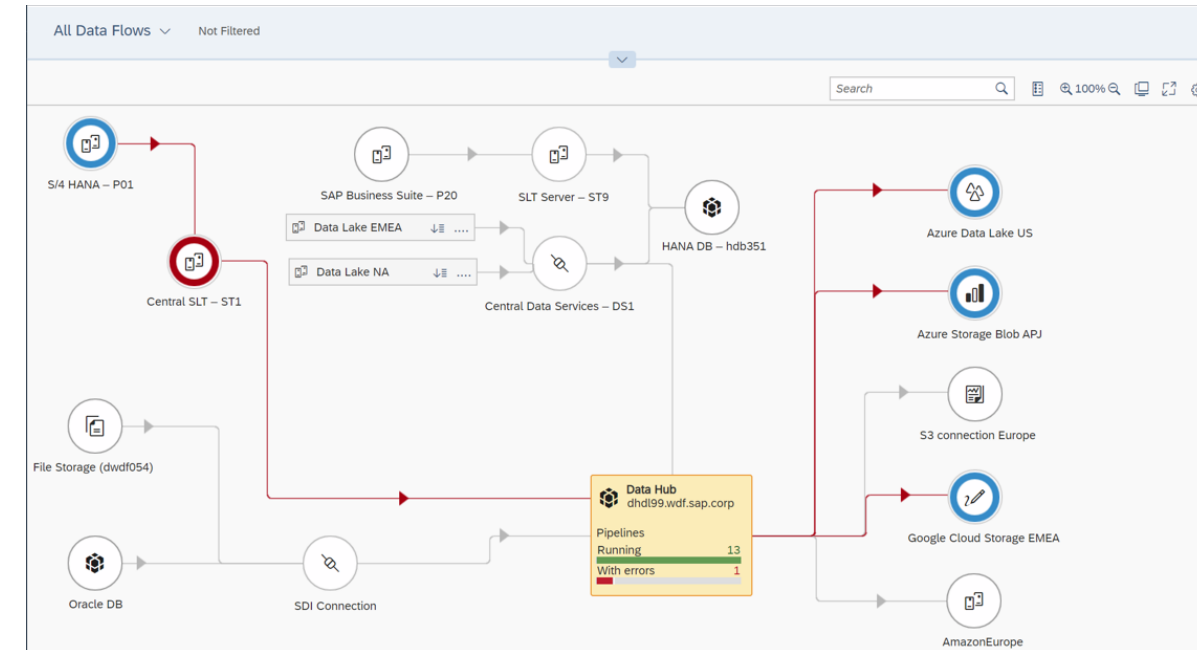 All Data Flows
Not Filtered
Search
100%
S/4 HANA – P01
SAP Business Suite – P20
SLT Server – ST9
Data Lake EMEA
....
HANA DB – hdb351
Azure Data Lake US
Data Lake NA
....
Central SLT – ST1
Central Data Services – DS1
Azure Storage Blob APJ
S3 connection Europe
File Storage (dwdf054)
Data Hub
dhdl99.wdf.sap.corp
Pipelines
Running 13
With errors 1
Google Cloud Storage EMEA
Oracle DB
SDI Connection
AmazonEurope